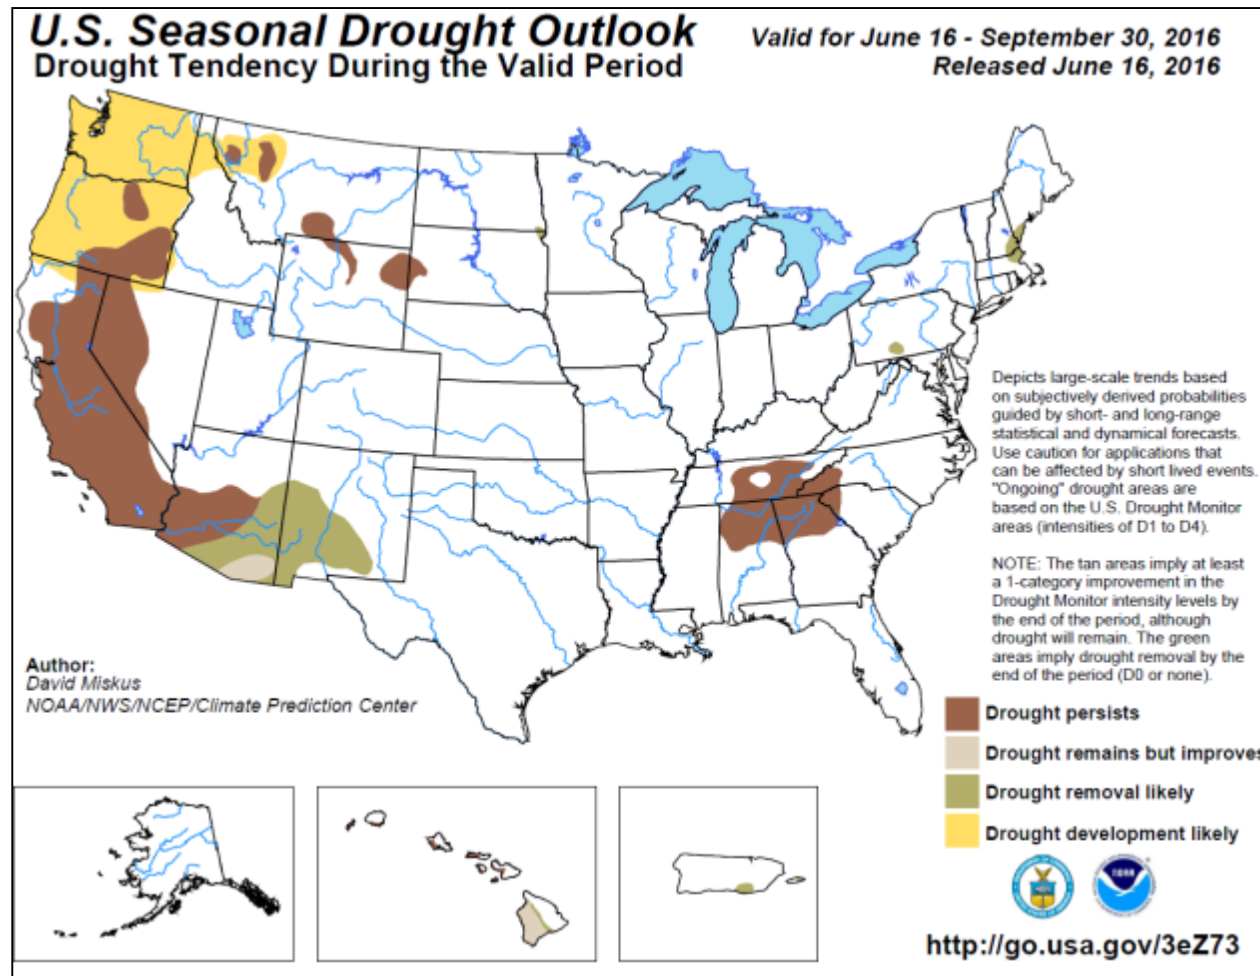 U.S. Seasonal Drought Outlook
Drought Tendency During the Valid Period
Valid for June 16 - September 30, 2016
Released June 16, 2016
Depicts large-scale trends based
on subjectively derived probabilities
guided by short- and long-range
statistical and dynamical forecasts.
Use caution for applications that
can be affected by short lived events.
"Ongoing" drought areas are
based on the U.S. Drought Monitor
areas (intensities of D1 to D4).
NOTE: The tan areas imply at least
a 1-category improvement in the
Drought Monitor intensity levels by
the end of the period, although
drought will remain. The green
areas imply drought removal by the
end of the period (D0 or none).
Author:
David Miskus
NOAA/NWS/NCEP/Climate Prediction Center
Drought persists
Drought remains but improves
Drought removal likely
Drought development likely
NOAA
http://go.usa.gov/3eZ73